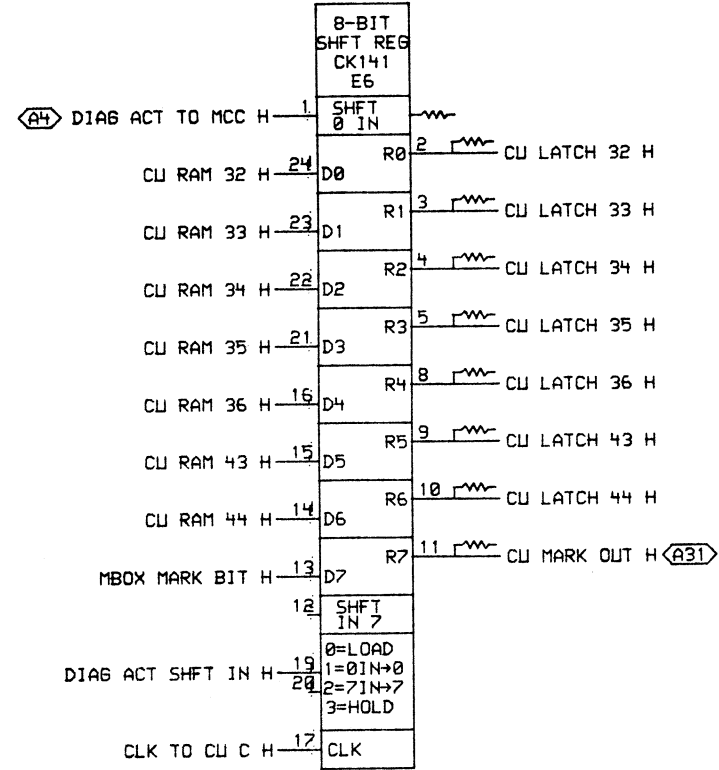 8-BIT
SHFT REG
CK141
E6
A4 DIAG ACT TO MCC H 1 SHFT
0 IN
CU RAM 32 H 24 D0 R0 2 CU LATCH 32 H
CU RAM 33 H 23 D1 R1 3 CU LATCH 33 H
CU RAM 34 H 22 D2 R2 4 CU LATCH 34 H
CU RAM 35 H 21 D3 R3 5 CU LATCH 35 H
CU RAM 36 H 16 D4 R4 8 CU LATCH 36 H
CU RAM 43 H 15 D5 R5 9 CU LATCH 43 H
CU RAM 44 H 14 D6 R6 10 CU LATCH 44 H
MBOX MARK BIT H 13 D7 R7 11 CU MARK OUT H A31
12 SHFT
IN 7
0=LOAD
DIAG ACT SHFT IN H 19 1=0IN→0
20 2=7IN→7
3=HOLD
CLK TO CU C H 17 CLK